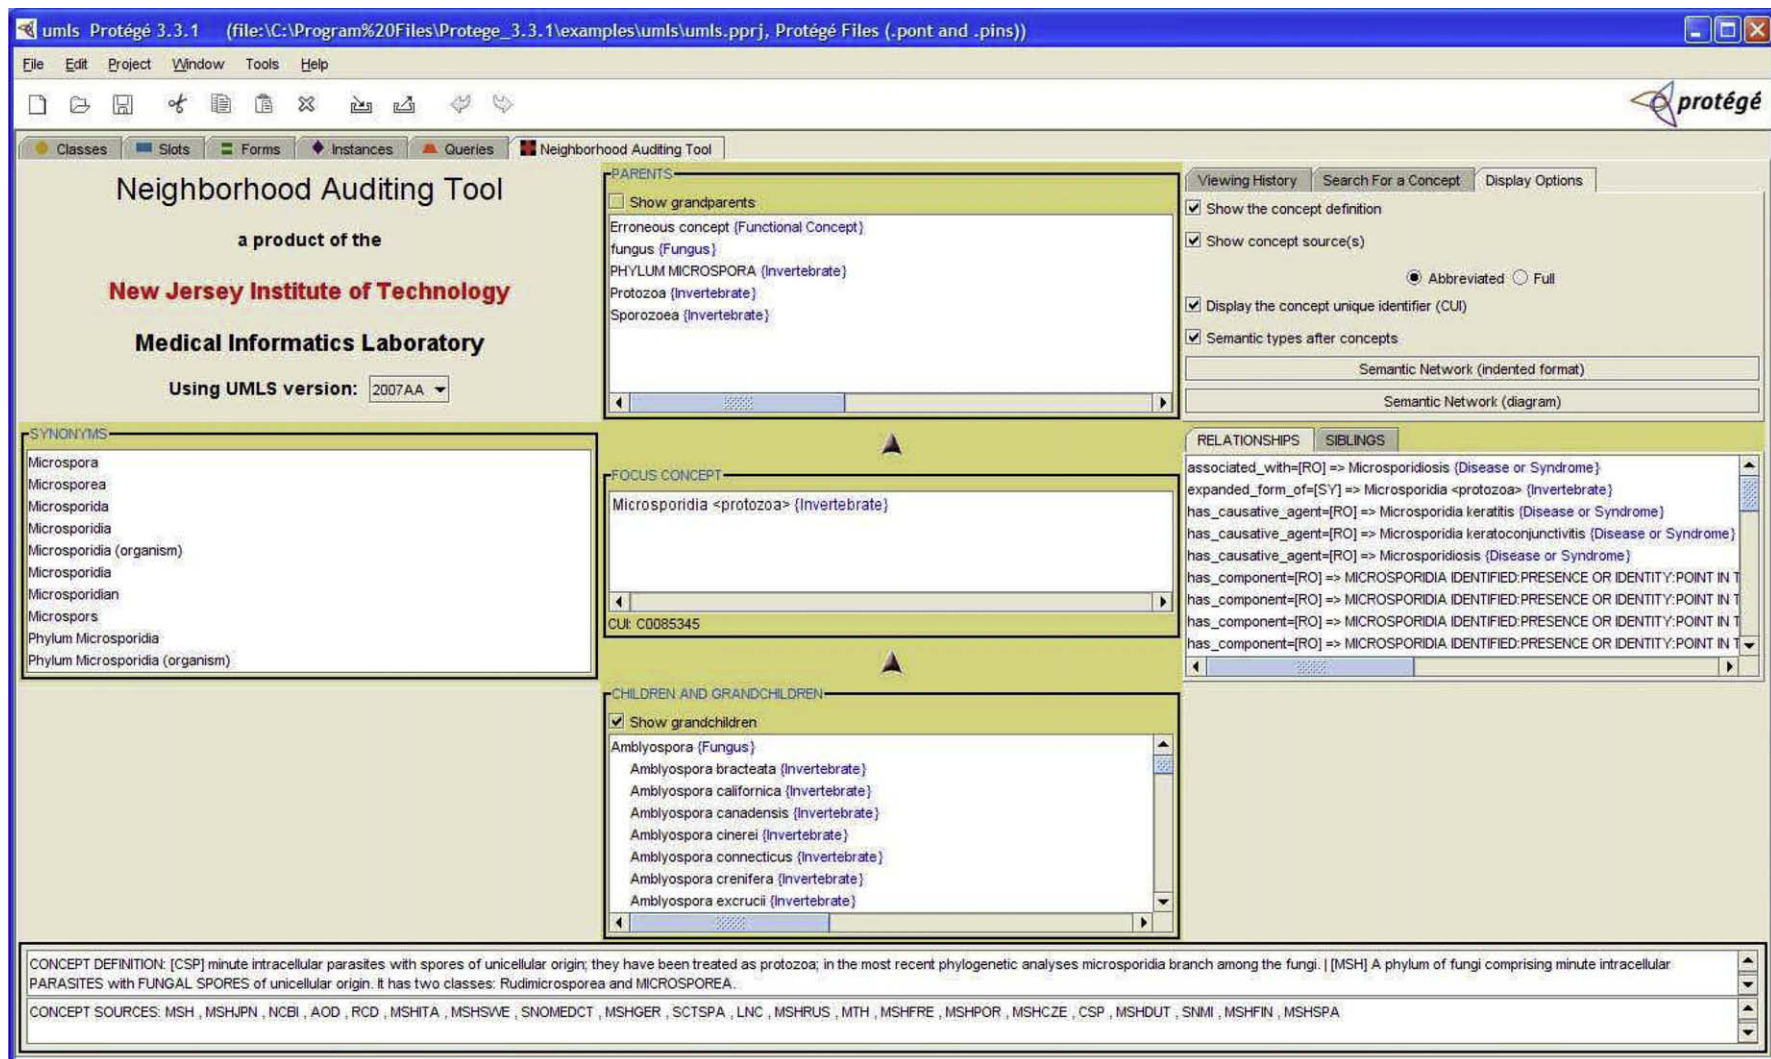 umls Protégé 3.3.1 (file:\C:\Program%20Files\Protege_3.3.1\examples\umls\umls.pprj, Protégé Files (.pont and .pins))
File Edit Project Window Tools Help
protégé
Classes Slots Forms Instances Queries Neighborhood Auditing Tool
Neighborhood Auditing Tool
a product of the
New Jersey Institute of Technology
Medical Informatics Laboratory
Using UMLS version: 2007AA
PARENTS
Show grandparents
Erroneous concept {Functional Concept}
fungus {Fungus}
PHYLUM MICROSPORA {Invertebrate}
Protozoa {Invertebrate}
Sporozoea {Invertebrate}
Viewing History Search For a Concept Display Options
Show the concept definition
Show concept source(s)
Abbreviated Full
Display the concept unique identifier (CUI)
Semantic types after concepts
Semantic Network (indented format)
Semantic Network (diagram)
SYNONYMS
Microspora
Microsporea
Microsporida
Microsporidia
Microsporidia (organism)
Microsporidia
Microsporidian
Microspors
Phylum Microsporidia
Phylum Microsporidia (organism)
FOCUS CONCEPT
Microsporidia <protozoa> {Invertebrate}
CUI: C0085345
RELATIONSHIPS SIBLINGS
associated_with=[RO] => Microsporidiosis {Disease or Syndrome}
expanded_form_of=[SY] => Microsporidia <protozoa> {Invertebrate}
has_causative_agent=[RO] => Microsporidia keratitis {Disease or Syndrome}
has_causative_agent=[RO] => Microsporidia keratoconjunctivitis {Disease or Syndrome}
has_causative_agent=[RO] => Microsporidiosis {Disease or Syndrome}
has_component=[RO] => MICROSPORIDIA IDENTIFIED:PRESENCE OR IDENTITY:POINT IN T
has_component=[RO] => MICROSPORIDIA IDENTIFIED:PRESENCE OR IDENTITY:POINT IN T
has_component=[RO] => MICROSPORIDIA IDENTIFIED:PRESENCE OR IDENTITY:POINT IN T
has_component=[RO] => MICROSPORIDIA IDENTIFIED:PRESENCE OR IDENTITY:POINT IN T
CHILDREN AND GRANDCHILDREN
Show grandchildren
Amblyospora {Fungus}
Amblyospora bracteata {Invertebrate}
Amblyospora californica {Invertebrate}
Amblyospora canadensis {Invertebrate}
Amblyospora cinerei {Invertebrate}
Amblyospora connecticus {Invertebrate}
Amblyospora crenifera {Invertebrate}
Amblyospora excrucii {Invertebrate}
CONCEPT DEFINITION: [CSP] minute intracellular parasites with spores of unicellular origin; they have been treated as protozoa; in the most recent phylogenetic analyses microsporidia branch among the fungi. | [MSH] A phylum of fungi comprising minute intracellular
PARASITES with FUNGAL SPORES of unicellular origin. It has two classes: Rudimicrosporea and MICROSPOREA.
CONCEPT SOURCES: MSH , MSHJPN , NCBI , AOD , RCD , MSHITA , MSHSWE , SNOMEDCT , MSHGER , SCTSPA , LNC , MSHRUS , MTH , MSHFRE , MSHPOR , MSHCZE , CSP , MSHDUT , SNMI , MSHFIN , MSHSPA